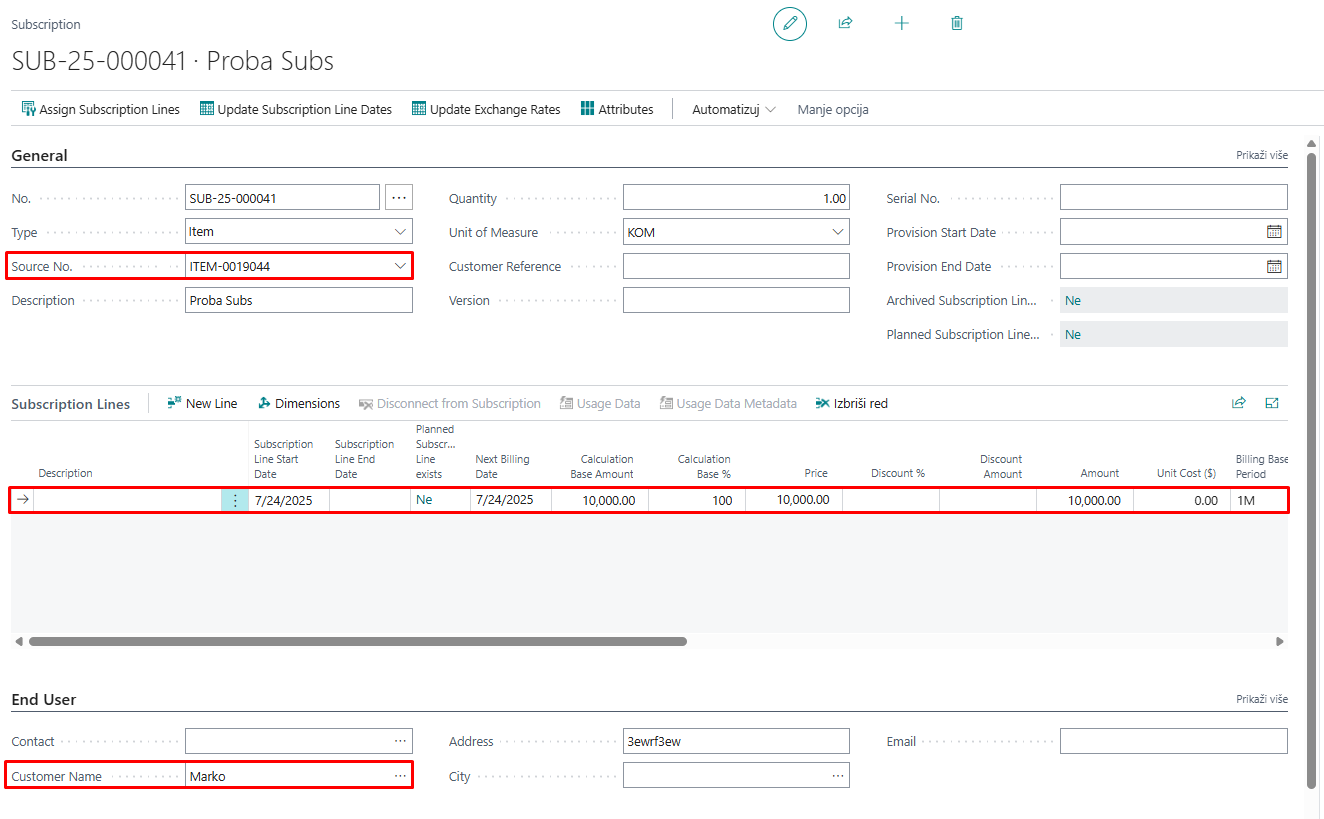 Subscription
SUB-25-000041 · Proba Subs
Assign Subscription Lines Update Subscription Line Dates Update Exchange Rates Attributes Automatizuj Manje opcija
General Prikaži više
No. SUB-25-000041 ... Quantity 1.00 Serial No.
Type Item Unit of Measure KOM Provision Start Date
Source No. ITEM-0019044 Customer Reference Provision End Date
Description Proba Subs Version Archived Subscription Lin... Ne
Planned Subscription Line... Ne
Subscription Lines New Line Dimensions Disconnect from Subscription Usage Data Usage Data Metadata Izbriši red
Description
Subscription
Line Start
Date
Subscription
Line End
Date
Planned
Subscr...
Line
exists
Next Billing
Date
Calculation
Base Amount
Calculation
Base %
Price
Discount %
Discount
Amount
Amount
Unit Cost ($)
Billing Base
Period
7/24/2025 Ne 7/24/2025 10,000.00 100 10,000.00 10,000.00 0.00 1M
End User Prikaži više
Contact ... Address 3ewrf3ew Email
Customer Name Marko ... City ...